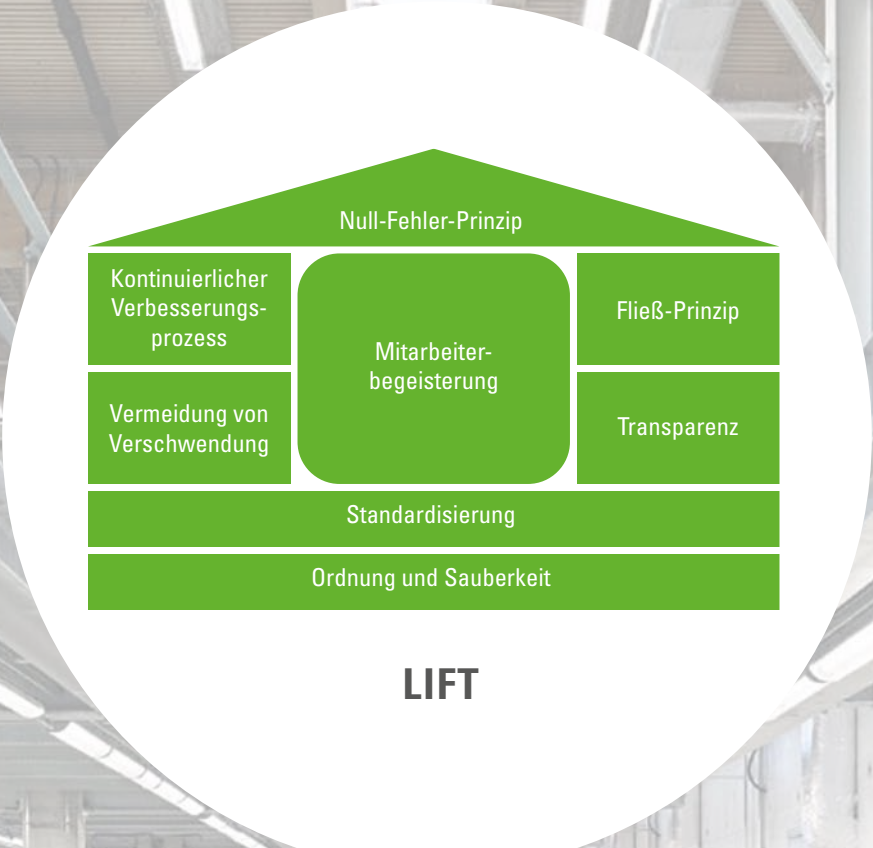 Null-Fehler-Prinzip
Kontinuierlicher
Verbesserungs-
prozess
Mitarbeiter-
begeisterung
Fließ-Prinzip
Vermeidung von
Verschwendung
Transparenz
Standardisierung
Ordnung und Sauberkeit
LIFT